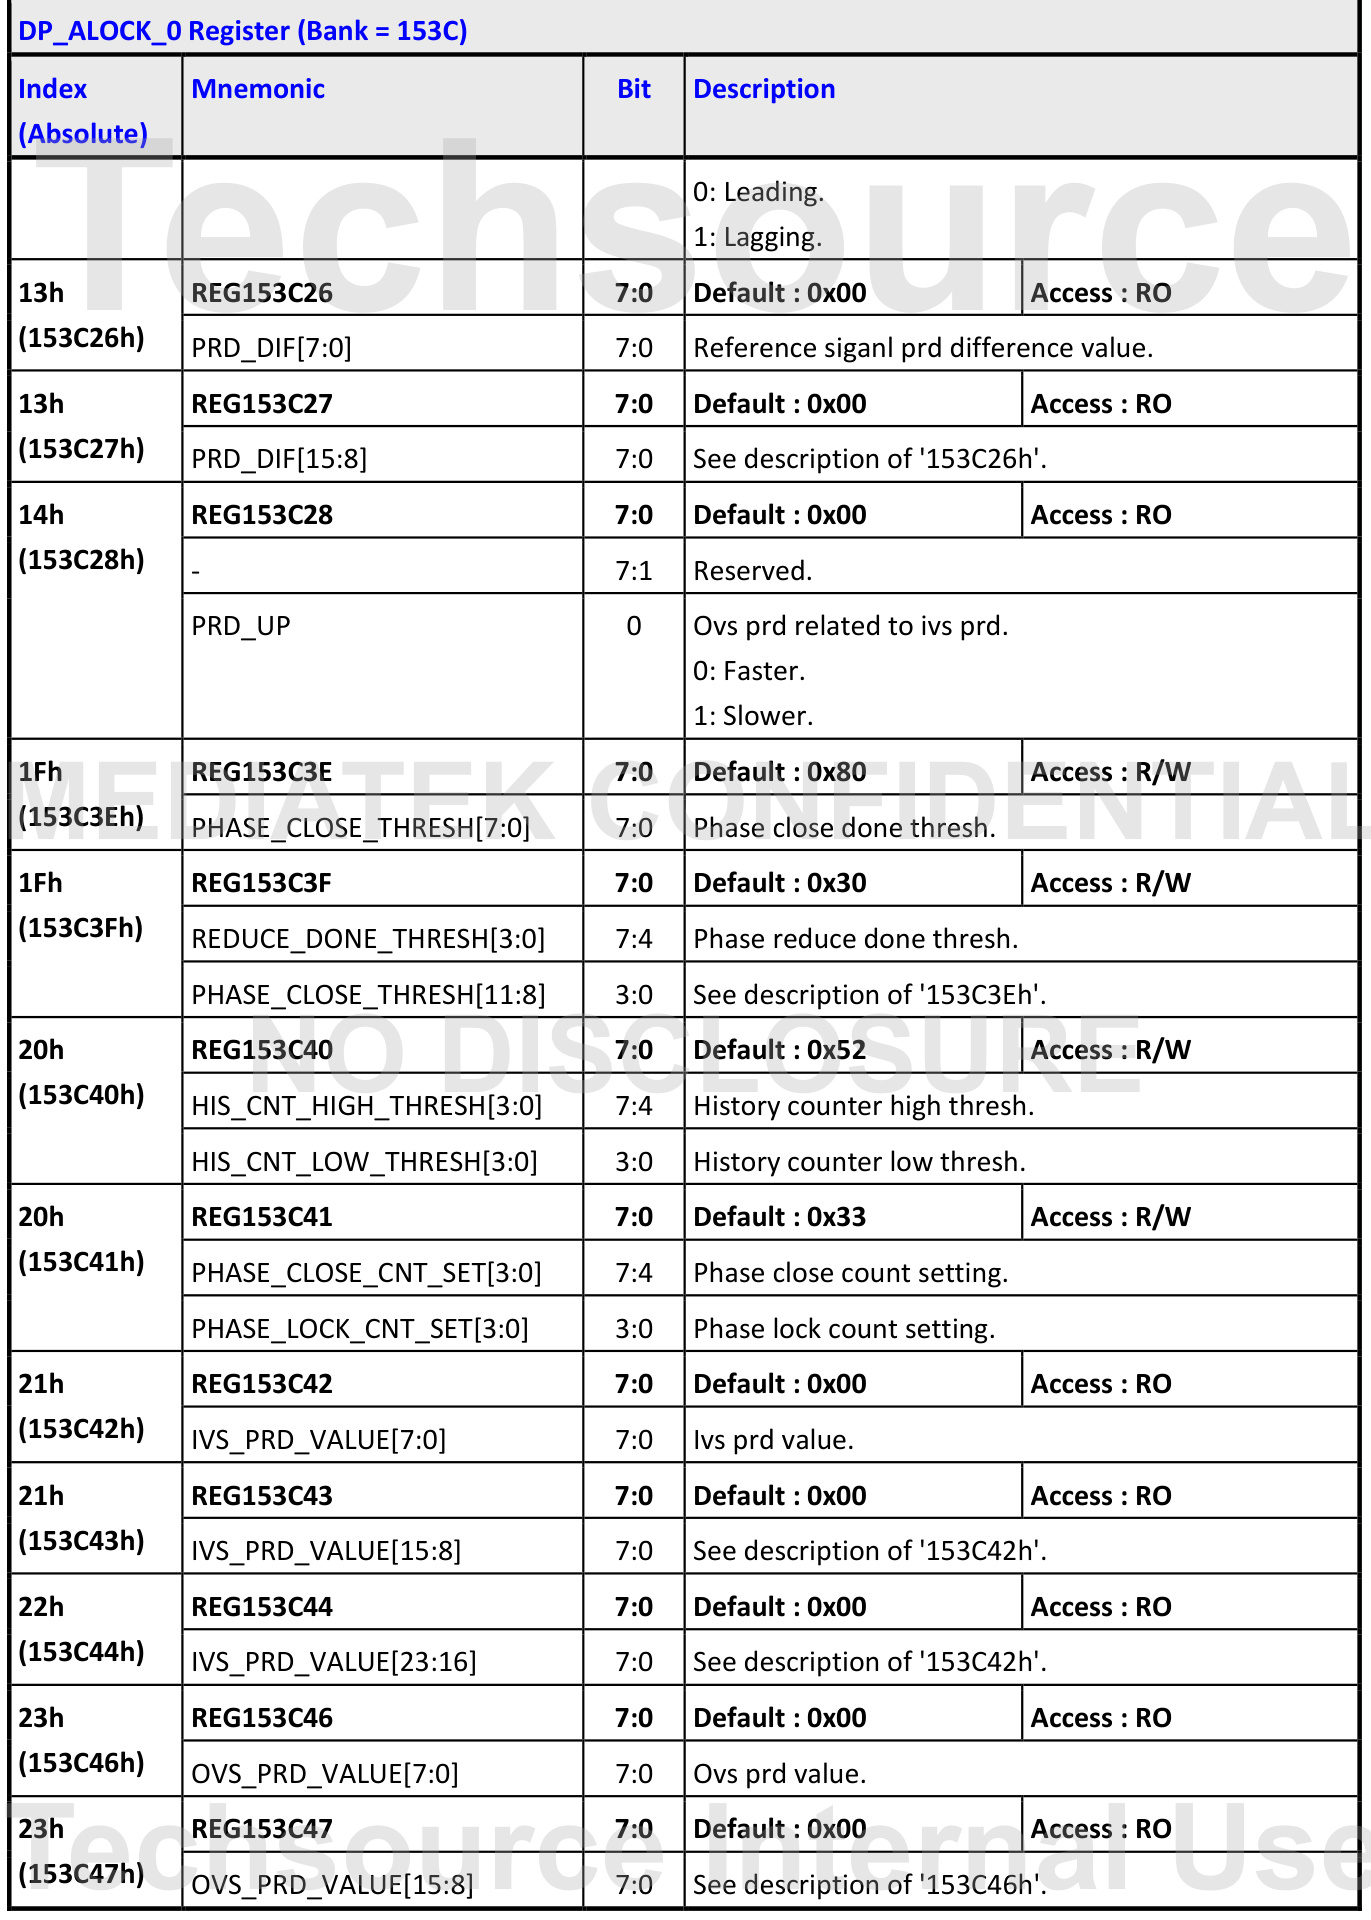 DP_ALOCK_0 Register (Bank = 153C)
Index Mnemonic Bit Description
(Absolute)
Techsource
0: Leading.
1: Lagging.
13h REG153C26 7:0 Default : 0x00 Access : RO
(153C26h) PRD_DIF[7:0] 7:0 Reference siganl prd difference value.
13h REG153C27 7:0 Default : 0x00 Access : RO
(153C27h) PRD_DIF[15:8] 7:0 See description of '153C26h'.
14h REG153C28 7:0 Default : 0x00 Access : RO
(153C28h) - 7:1 Reserved.
PRD_UP 0 Ovs prd related to ivs prd.
0: Faster.
1: Slower.
MEDIATEK CONFIDENTIAL
1Fh REG153C3E 7:0 Default : 0x80 Access : R/W
(153C3Eh) PHASE_CLOSE_THRESH[7:0] 7:0 Phase close done thresh.
1Fh REG153C3F 7:0 Default : 0x30 Access : R/W
(153C3Fh) REDUCE_DONE_THRESH[3:0] 7:4 Phase reduce done thresh.
PHASE_CLOSE_THRESH[11:8] 3:0 See description of '153C3Eh'.
NO DISCLOSURE
20h REG153C40 7:0 Default : 0x52 Access : R/W
(153C40h) HIS_CNT_HIGH_THRESH[3:0] 7:4 History counter high thresh.
HIS_CNT_LOW_THRESH[3:0] 3:0 History counter low thresh.
20h REG153C41 7:0 Default : 0x33 Access : R/W
(153C41h) PHASE_CLOSE_CNT_SET[3:0] 7:4 Phase close count setting.
PHASE_LOCK_CNT_SET[3:0] 3:0 Phase lock count setting.
21h REG153C42 7:0 Default : 0x00 Access : RO
(153C42h) IVS_PRD_VALUE[7:0] 7:0 Ivs prd value.
21h REG153C43 7:0 Default : 0x00 Access : RO
(153C43h) IVS_PRD_VALUE[15:8] 7:0 See description of '153C42h'.
22h REG153C44 7:0 Default : 0x00 Access : RO
(153C44h) IVS_PRD_VALUE[23:16] 7:0 See description of '153C42h'.
23h REG153C46 7:0 Default : 0x00 Access : RO
(153C46h) OVS_PRD_VALUE[7:0] 7:0 Ovs prd value.
Techsource Internal Use
23h REG153C47 7:0 Default : 0x00 Access : RO
(153C47h) OVS_PRD_VALUE[15:8] 7:0 See description of '153C46h'.